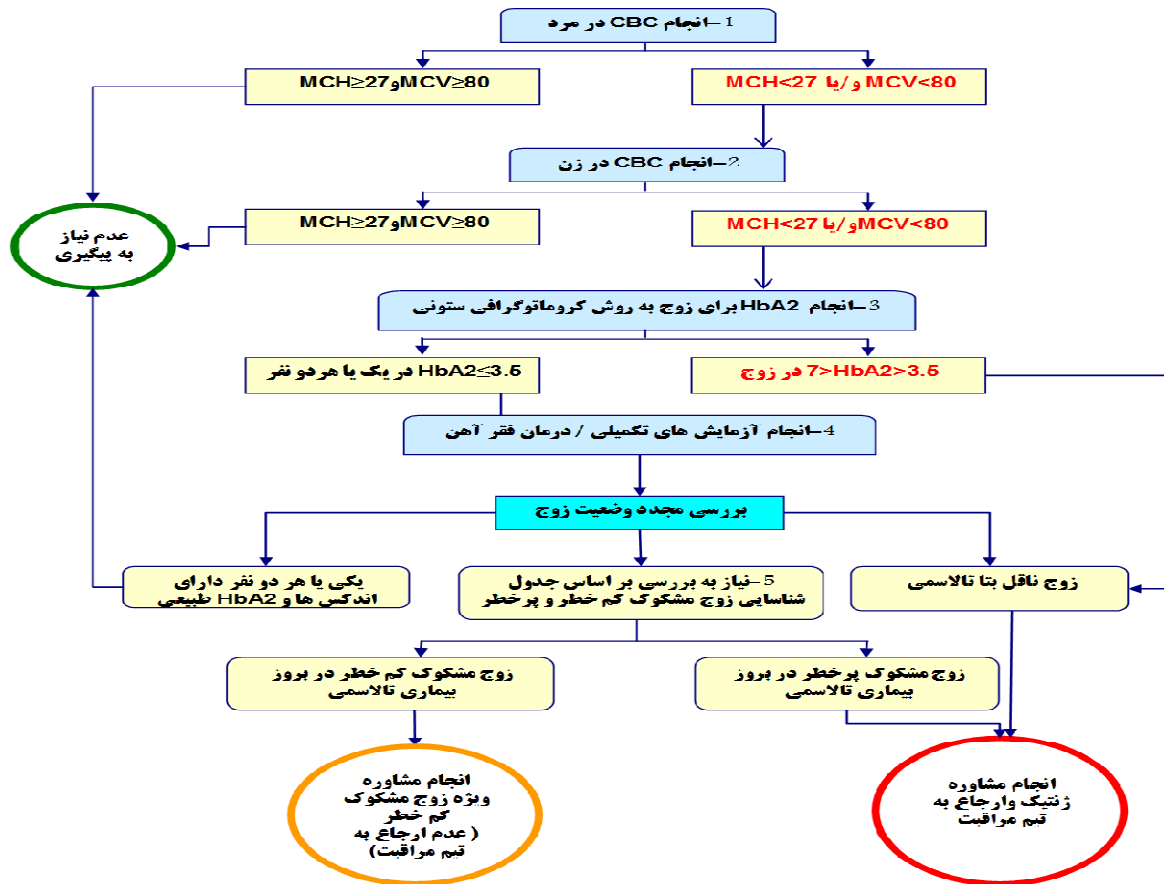 1–انجام CBC در مرد
MCH≥27وMCV≥80
MCH<27 و/یا MCV<80
2–انجام CBC در زن
MCH≥27وMCV≥80
MCH<27 و/یا MCV<80
عدم نیاز
به پیگیری
3–انجام HbA2 برای زوج به روش کروماتوگرافی ستونی
HbA2≤3.5 در یک یا هردو نفر
7>HbA2>3.5 در زوج
4–انجام آزمایش های تکمیلی / درمان فقر آهن
بررسی مجدد وضعیت زوج
یکی یا هر دو نفر دارای
اندکس ها و HbA2 طبیعی
5–نیاز به بررسی بر اساس جدول
شناسایی زوج مشکوک کم خطر و پرخطر
زوج ناقل بتا تالاسمی
زوج مشکوک کم خطر در بروز
بیماری تالاسمی
زوج مشکوک پرخطر در بروز
بیماری تالاسمی
انجام مشاوره
ویژه زوج مشکوک
کم خطر
(عدم ارجاع به
تیم مراقبت)
انجام مشاوره
ژنتیک وارجاع به
تیم مراقبت